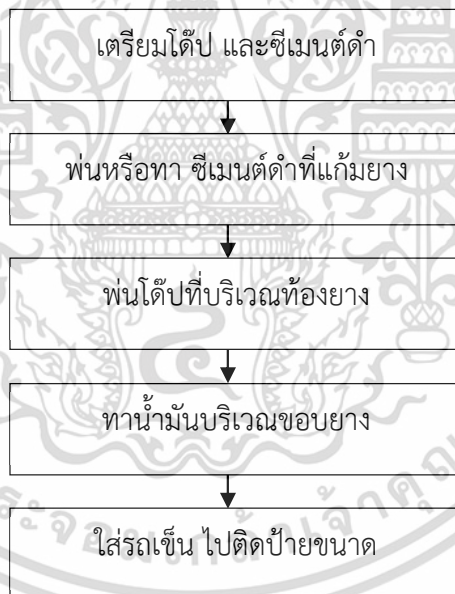 เตรียมโด๊ป และซีเมนต์ดำ
พ่นหรือทา ซีเมนต์ดำที่แก้มยาง
พ่นโด๊ปที่บริเวณท้องยาง
ทาน้ำมันบริเวณขอบยาง
ใส่รถเข็น ไปติดป้ายขนาด